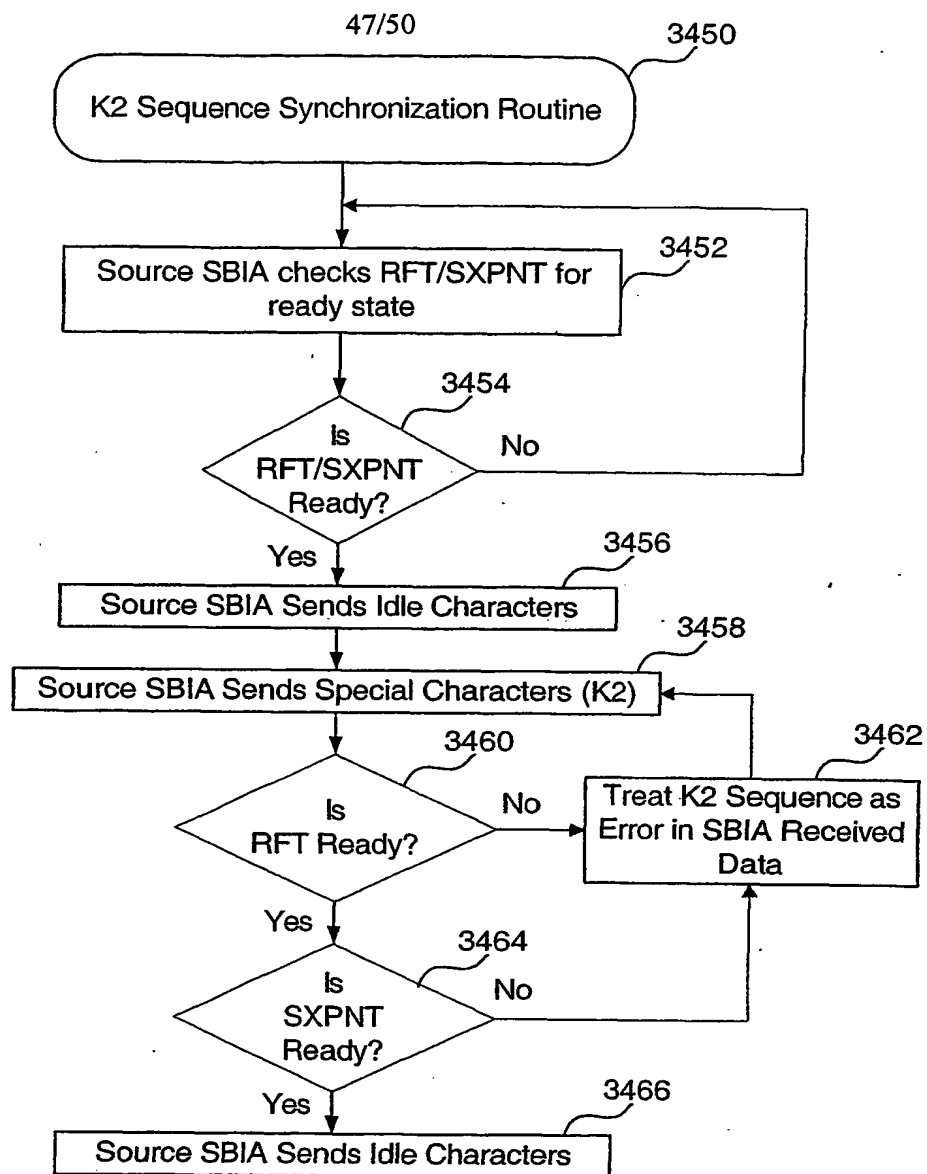 47/50
3450
K2 Sequence Synchronization Routine
3452
Source SBIA checks RFT/SXPNT for
ready state
3454
Is
RFT/SXPNT
Ready?
No
Yes
3456
Source SBIA Sends Idle Characters
3458
Source SBIA Sends Special Characters (K2)
3460
Is
RFT Ready?
No
3462
Treat K2 Sequence as
Error in SBIA Received
Data
Yes
3464
Is
SXPNT
Ready?
No
Yes
3466
Source SBIA Sends Idle Characters